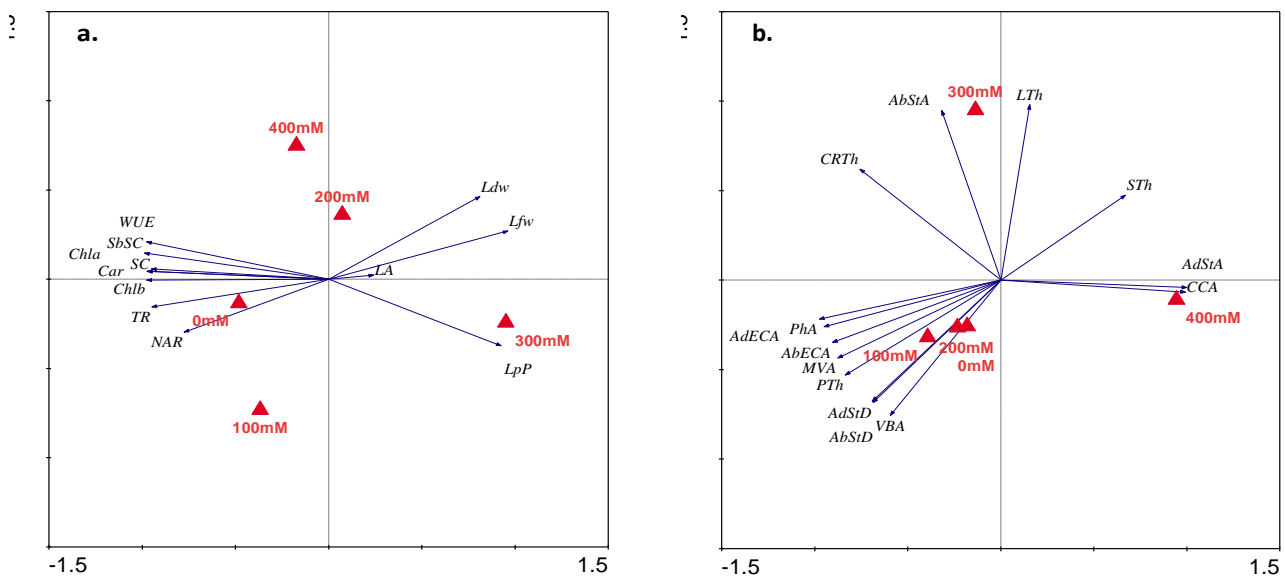 a.
400mM
200mM
Ldw
WUE
Lfw
SbSC
Chla
SC
LA
Car
Chlb
TR
0mM
NAR
300mM
LpP
100mM
-1.5
1.5
b.
300mM
LTh
AbStA
CRTh
STh
AdStA
CCA
400mM
PhA
AdECA
AbECA
100mM
200mM
MVA
0mM
PTh
AdStD
VBA
AbStD
-1.5
1.5